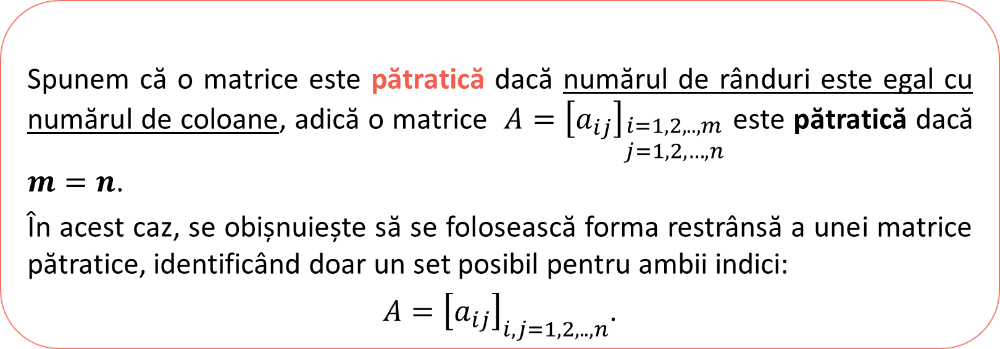 Spunem că o matrice este pătratică dacă numărul de rânduri este egal cu
numărul de coloane, adică o matrice A = [a_{ij}]_{i=1,2,..,m j=1,2,...,n} este pătratică dacă
m = n.
În acest caz, se obișnuiește să se folosească forma restrânsă a unei matrice
pătratice, identificând doar un set posibil pentru ambii indici:
A = [a_{ij}]_{i,j=1,2,..,n}.